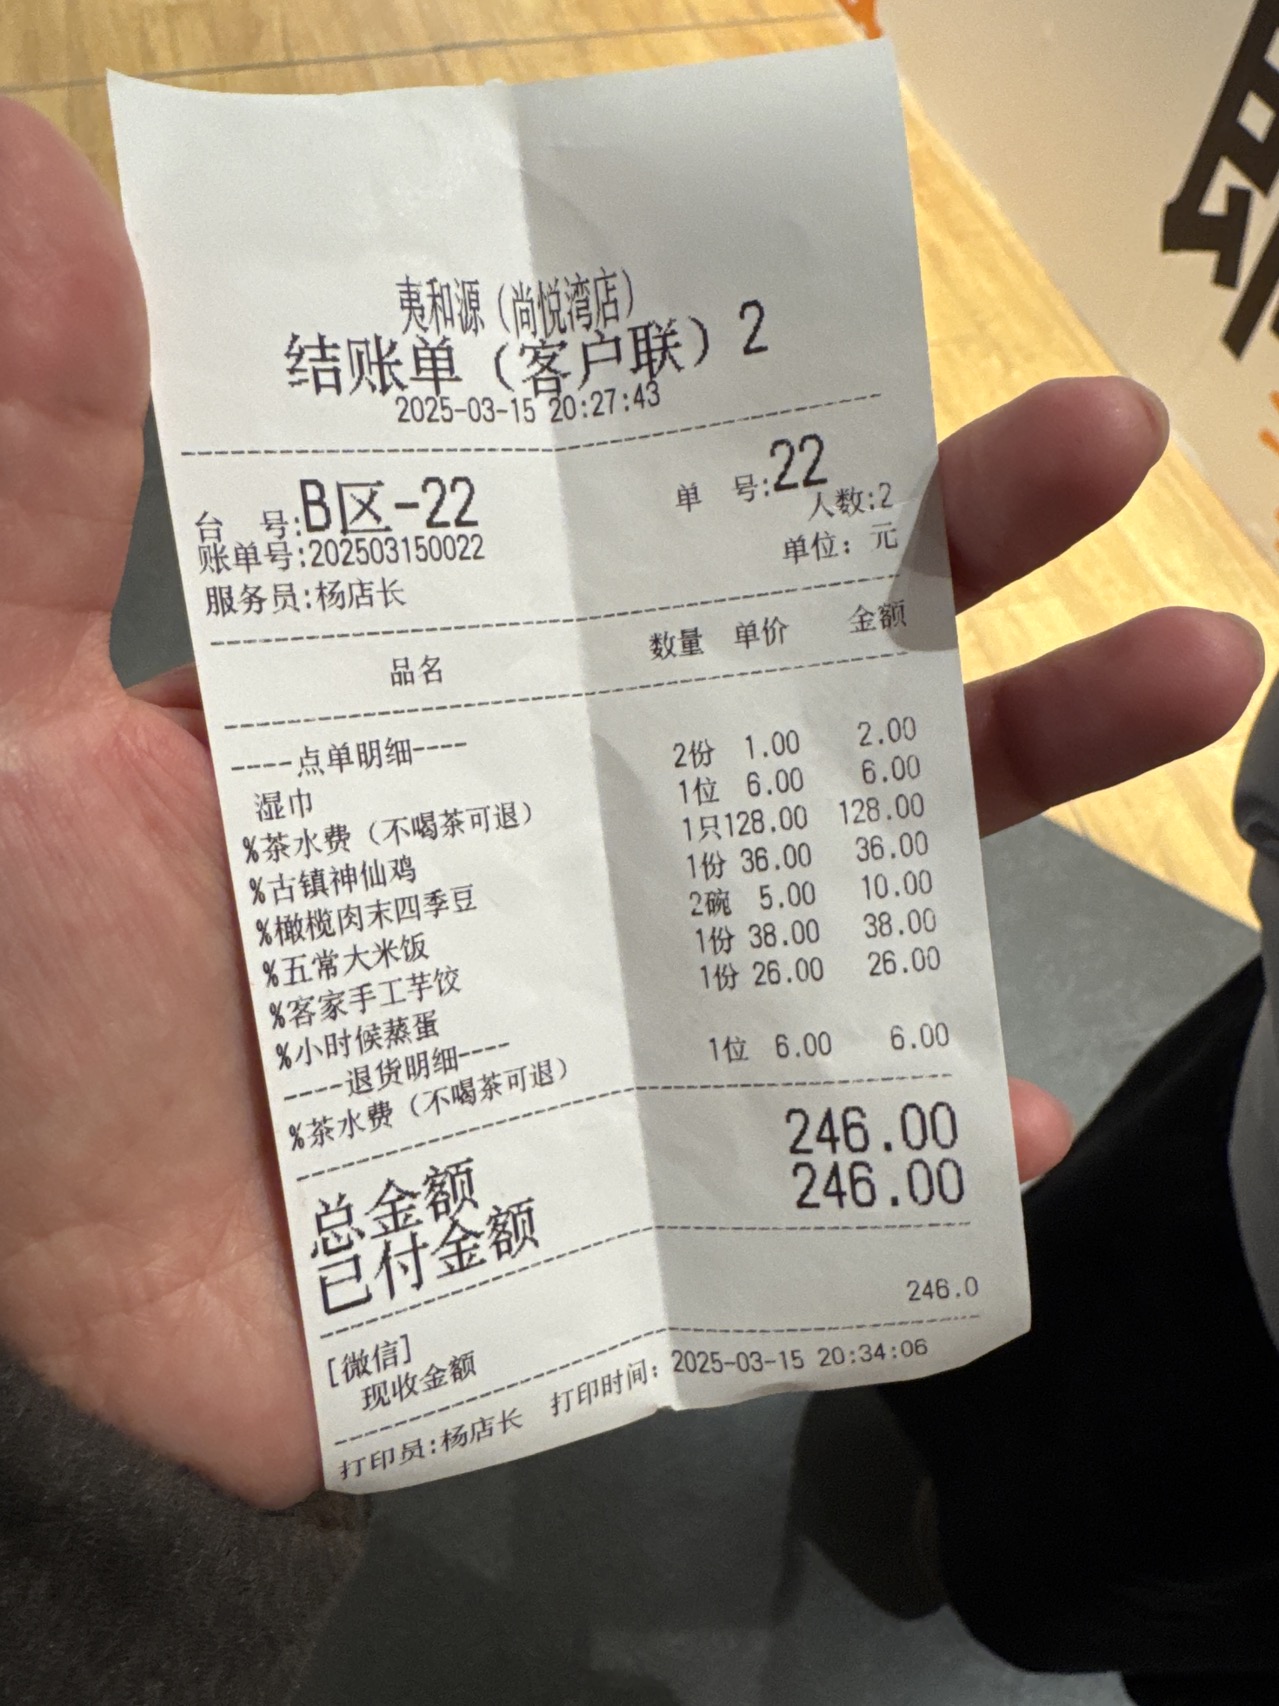 夷和源（尚悦湾店）
结账单（客户联）2
2025-03-15 20:27:43
台 号:B区-22 单 号:22
人数:2
账单号:202503150022 单位：元
服务员:杨店长
品名 数量 单价 金额
----点单明细----
湿巾 2份 1.00 2.00
%茶水费（不喝茶可退） 1位 6.00 6.00
%古镇神仙鸡 1只128.00 128.00
%橄榄肉末四季豆 1份 36.00 36.00
%五常大米饭 2碗 5.00 10.00
%客家手工芋饺 1份 38.00 38.00
%小时候蒸蛋 1份 26.00 26.00
----退货明细----
%茶水费（不喝茶可退） 1位 6.00 6.00
总金额 246.00
已付金额 246.00
[微信]
现收金额 246.0
打印员:杨店长 打印时间：2025-03-15 20:34:06